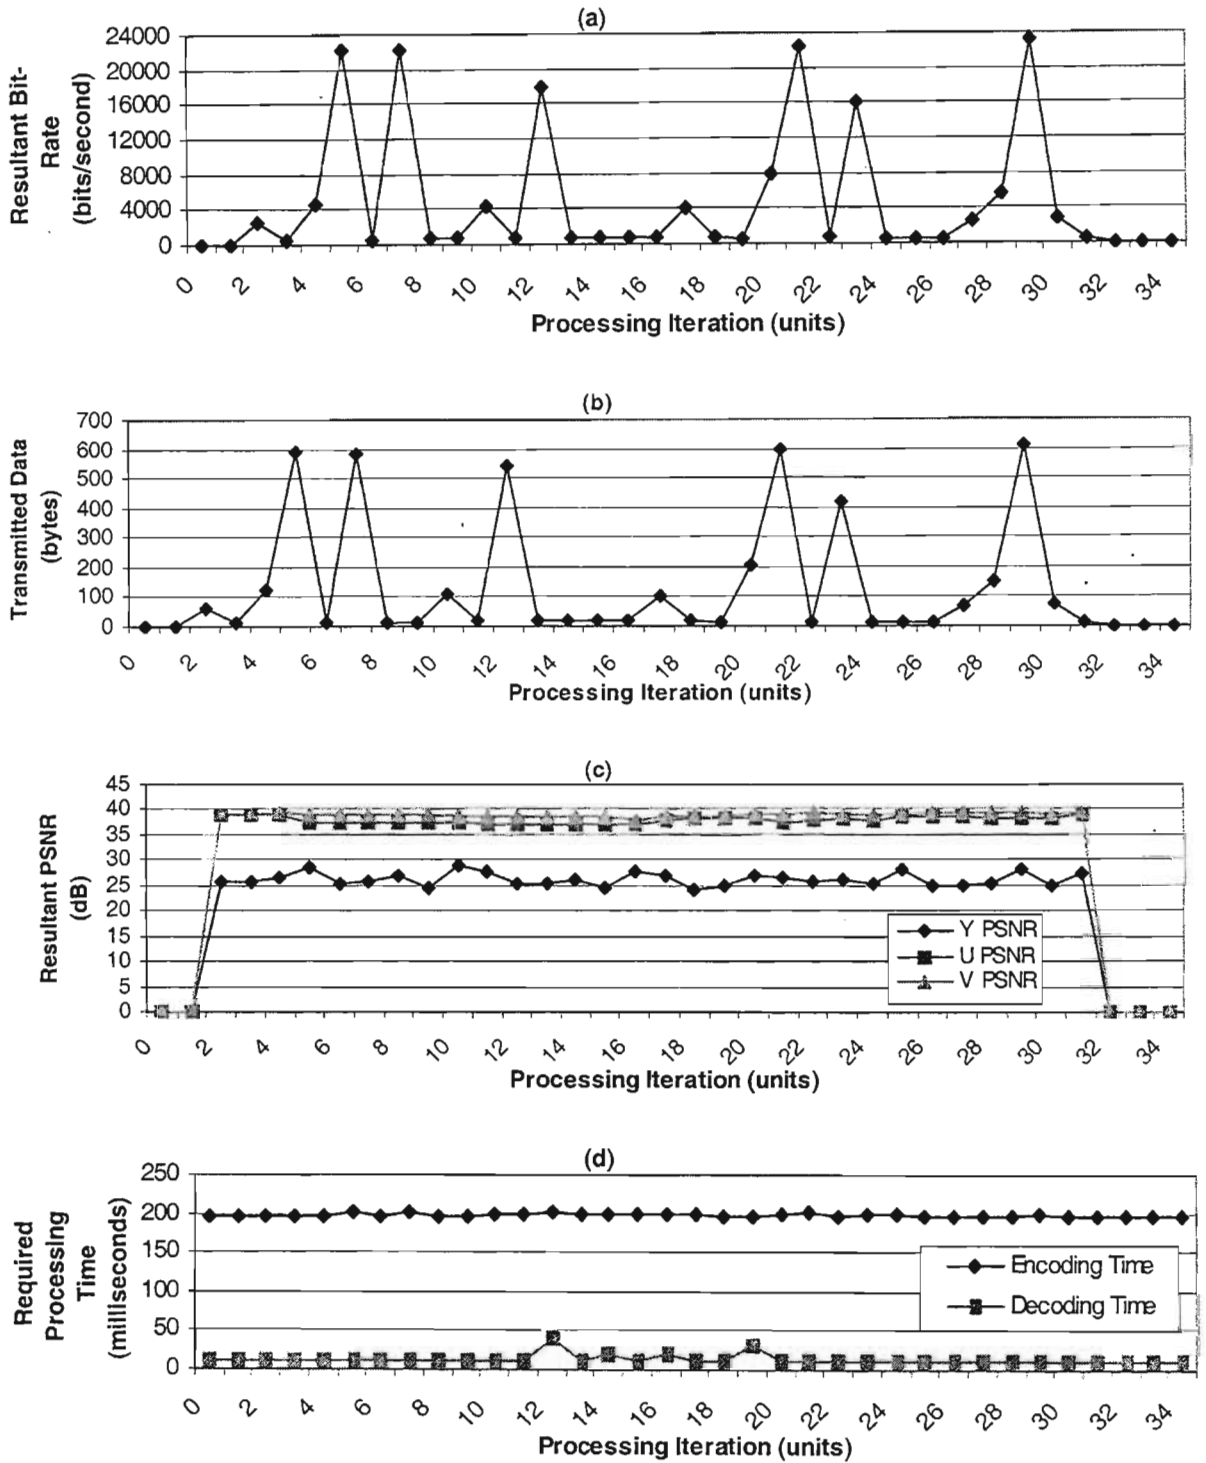 (a)
Resultant Bit-
Rate
(bits/second)
24000
20000
16000
12000
8000
4000
0
0 2 4 6 8 10 12 14 16 18 20 22 24 26 28 30 32 34
Processing Iteration (units)
(b)
Transmitted Data
(bytes)
700
600
500
400
300
200
100
0
0 2 4 6 8 10 12 14 16 18 20 22 24 26 28 30 32 34
Processing Iteration (units)
(c)
Resultant PSNR
(dB)
45
40
35
30
25
20
15
10
5
0
Y PSNR
U PSNR
V PSNR
0 2 4 6 8 10 12 14 16 18 20 22 24 26 28 30 32 34
Processing Iteration (units)
(d)
Required
Processing
Time
(milliseconds)
250
200
150
100
50
0
Encoding Time
Decoding Time
0 2 4 6 8 10 12 14 16 18 20 22 24 26 28 30 32 34
Processing Iteration (units)